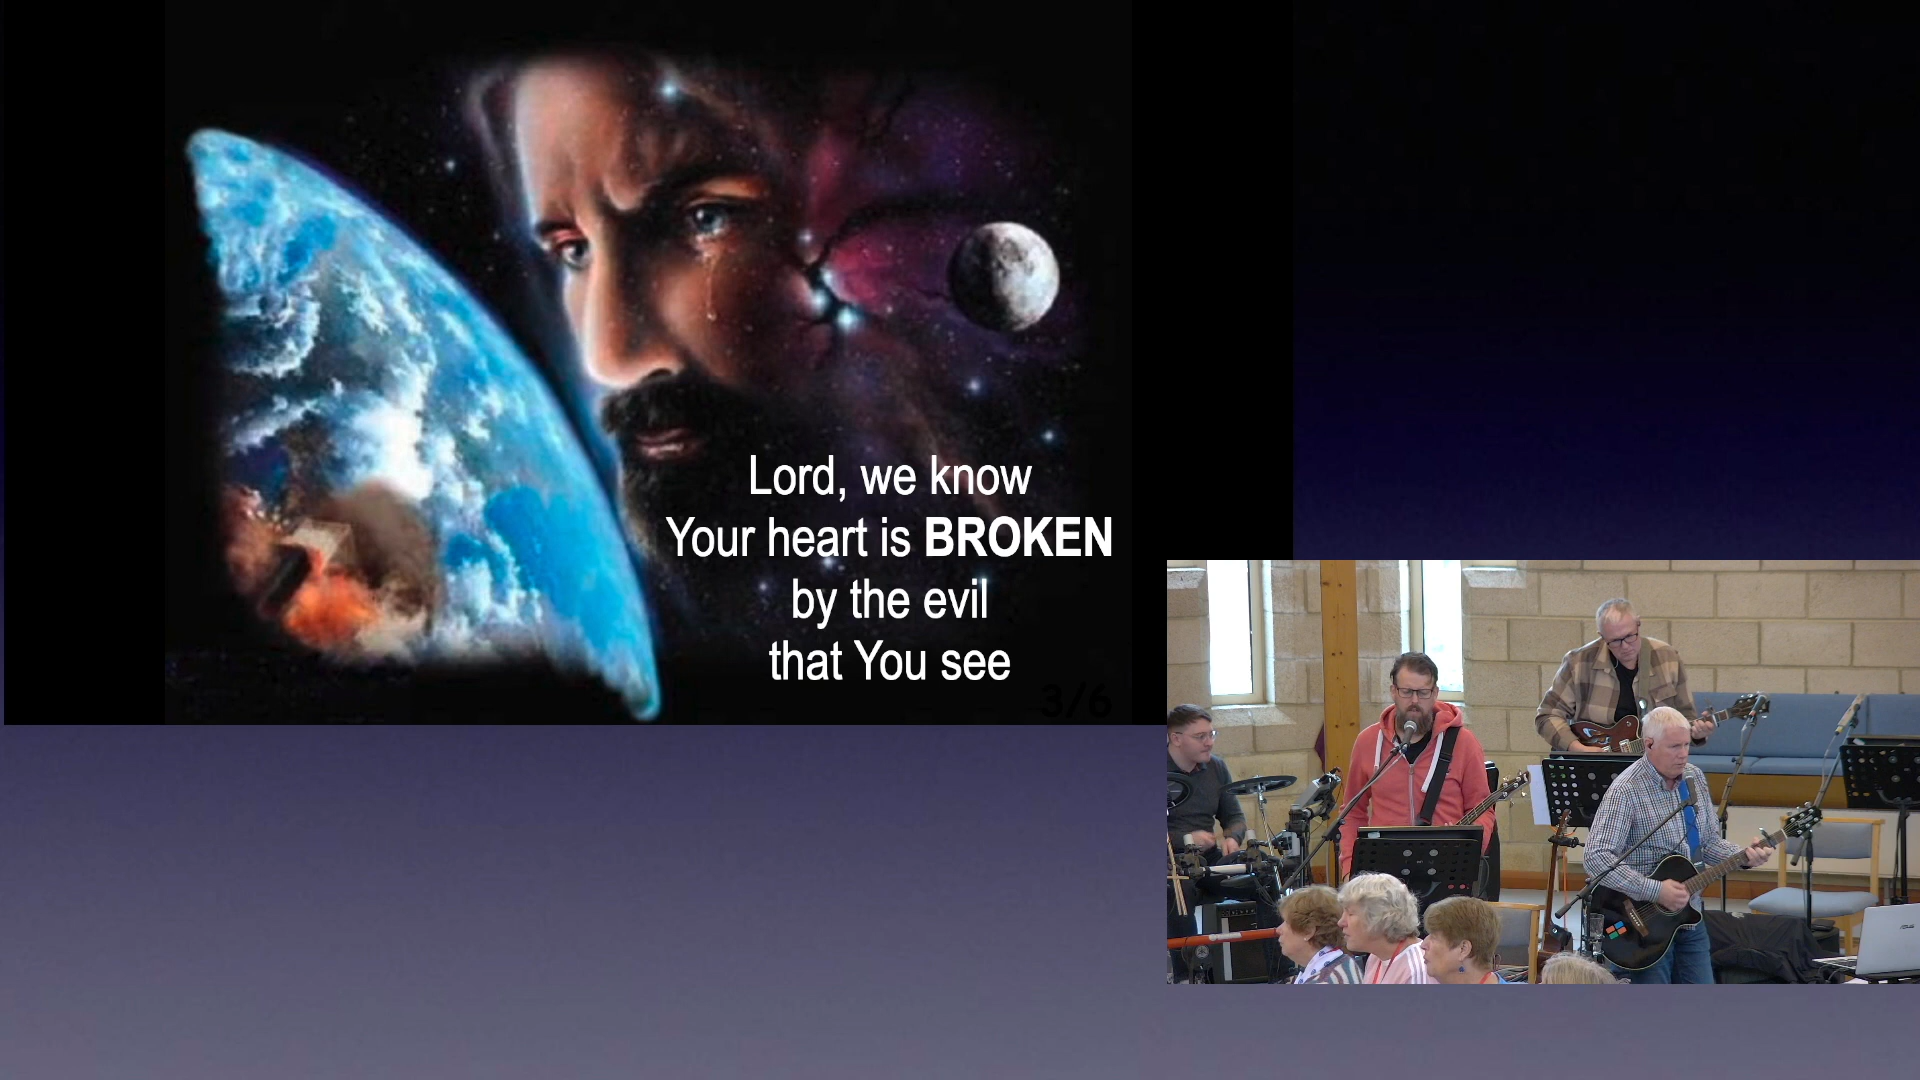 Lord, we know
Your heart is BROKEN
by the evil
that You see
3/6